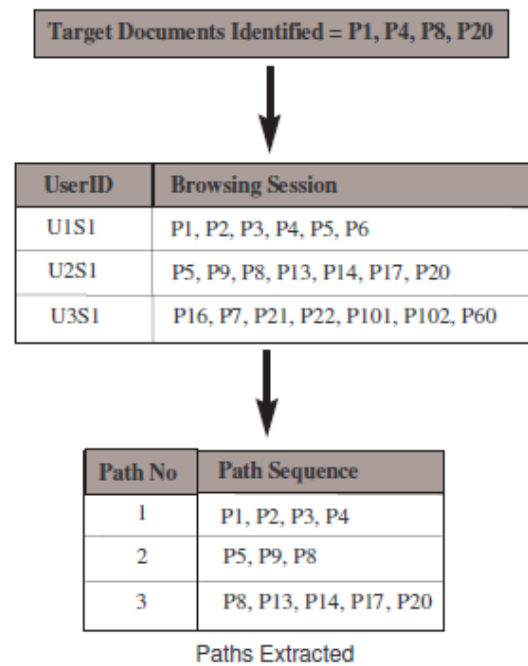 Target Documents Identified = P1, P4, P8, P20
UserID Browsing Session
U1S1 P1, P2, P3, P4, P5, P6
U2S1 P5, P9, P8, P13, P14, P17, P20
U3S1 P16, P7, P21, P22, P101, P102, P60
Path No Path Sequence
1 P1, P2, P3, P4
2 P5, P9, P8
3 P8, P13, P14, P17, P20
Paths Extracted